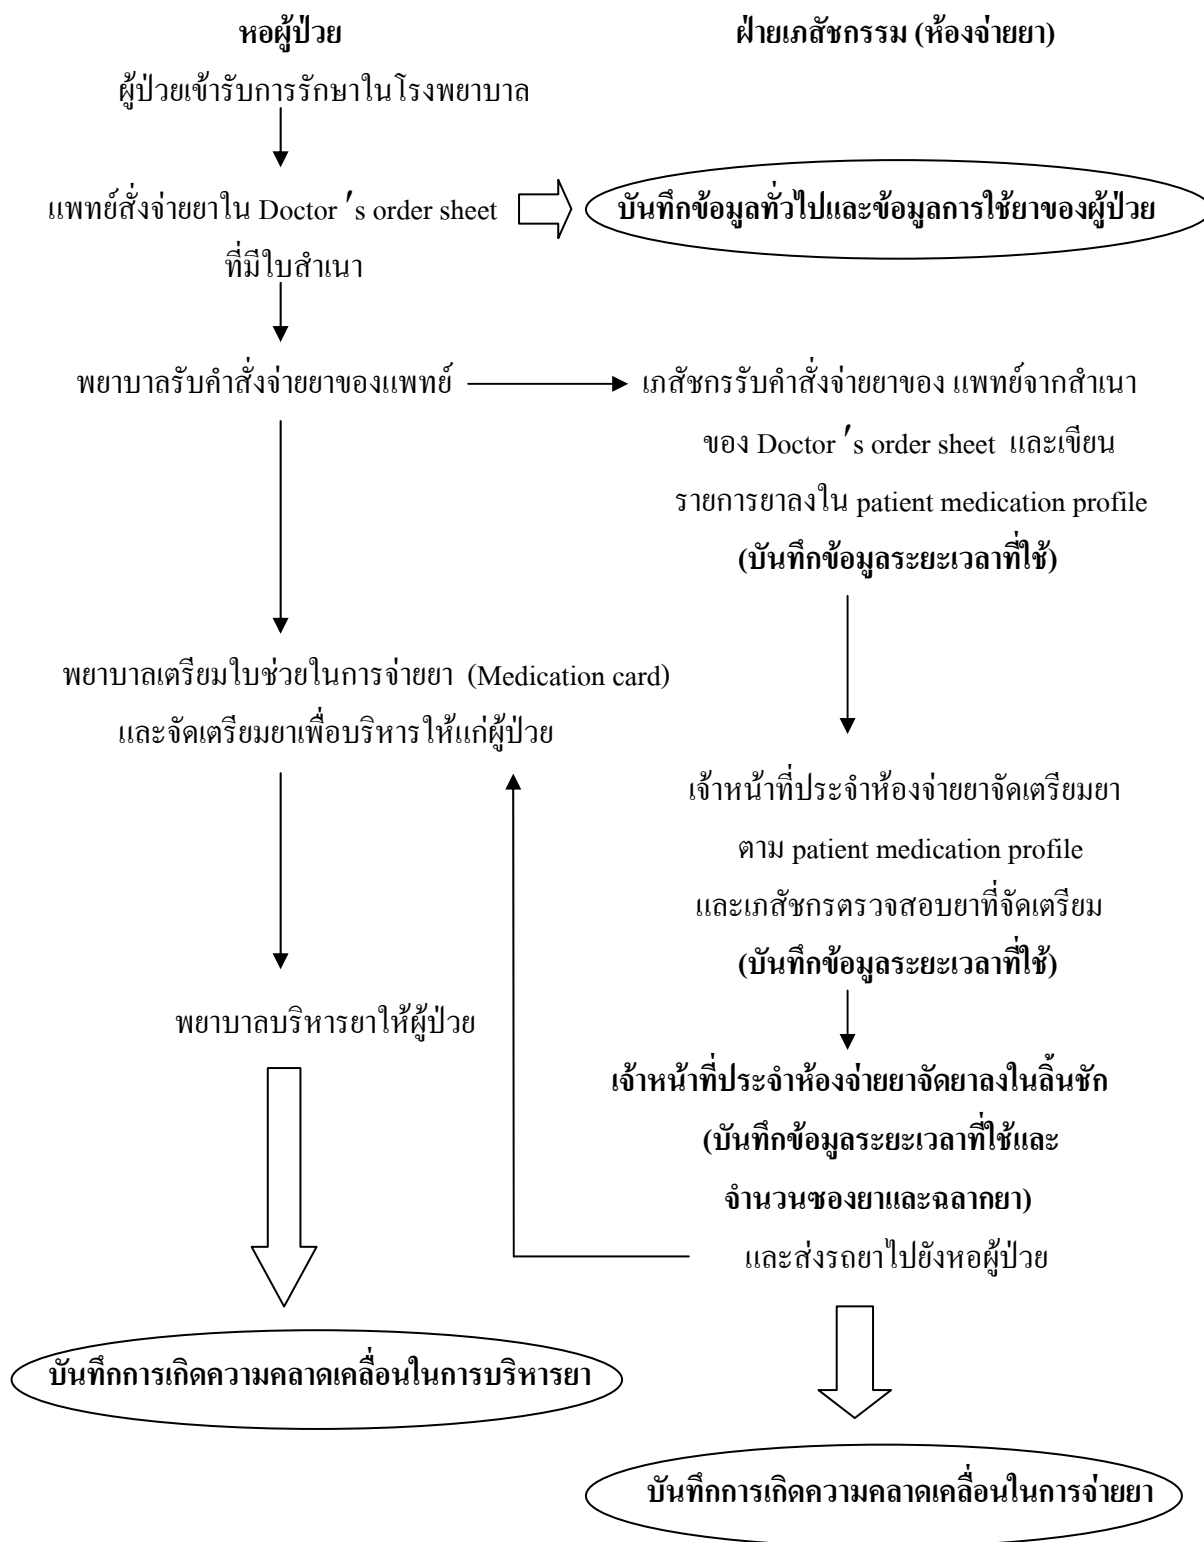 หอผู้ป่วย
ฝ่ายเภสัชกรรม (ห้องจ่ายยา)
ผู้ป่วยเข้ารับการรักษาในโรงพยาบาล
แพทย์สั่งจ่ายยาใน Doctor ′s order sheet
ที่มีใบสำเนา
บันทึกข้อมูลทั่วไปและข้อมูลการใช้ยาของผู้ป่วย
พยาบาลรับคำสั่งจ่ายยาของแพทย์
เภสัชกรรับคำสั่งจ่ายยาของ แพทย์จากสำเนา
ของ Doctor ′s order sheet และเขียน
รายการยาลงใน patient medication profile
(บันทึกข้อมูลระยะเวลาที่ใช้)
พยาบาลเตรียมใบช่วยในการจ่ายยา (Medication card)
และจัดเตรียมยาเพื่อบริหารให้แก่ผู้ป่วย
เจ้าหน้าที่ประจำห้องจ่ายยาจัดเตรียมยา
ตาม patient medication profile
และเภสัชกรตรวจสอบยาที่จัดเตรียม
(บันทึกข้อมูลระยะเวลาที่ใช้)
พยาบาลบริหารยาให้ผู้ป่วย
เจ้าหน้าที่ประจำห้องจ่ายยาจัดยาลงในลิ้นชัก
(บันทึกข้อมูลระยะเวลาที่ใช้และ
จำนวนซองยาและฉลากยา)
และส่งรถยาไปยังหอผู้ป่วย
บันทึกการเกิดความคลาดเคลื่อนในการบริหารยา
บันทึกการเกิดความคลาดเคลื่อนในการจ่ายยา